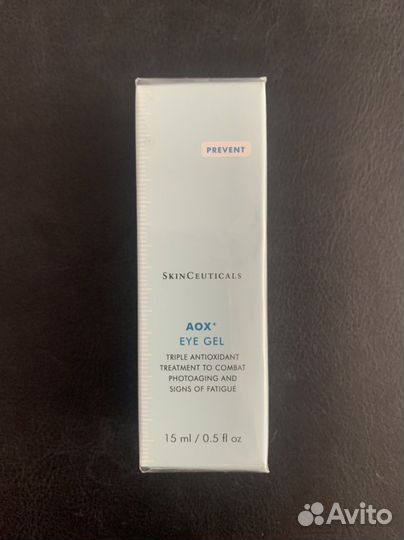 PREVENT
SKINCEUTICALS
AOX+
EYE GEL
TRIPLE ANTIOXIDANT
TREATMENT TO COMBAT
PHOTOAGING AND
SIGNS OF FATIGUE
15 ml / 0.5 fl oz
Avito